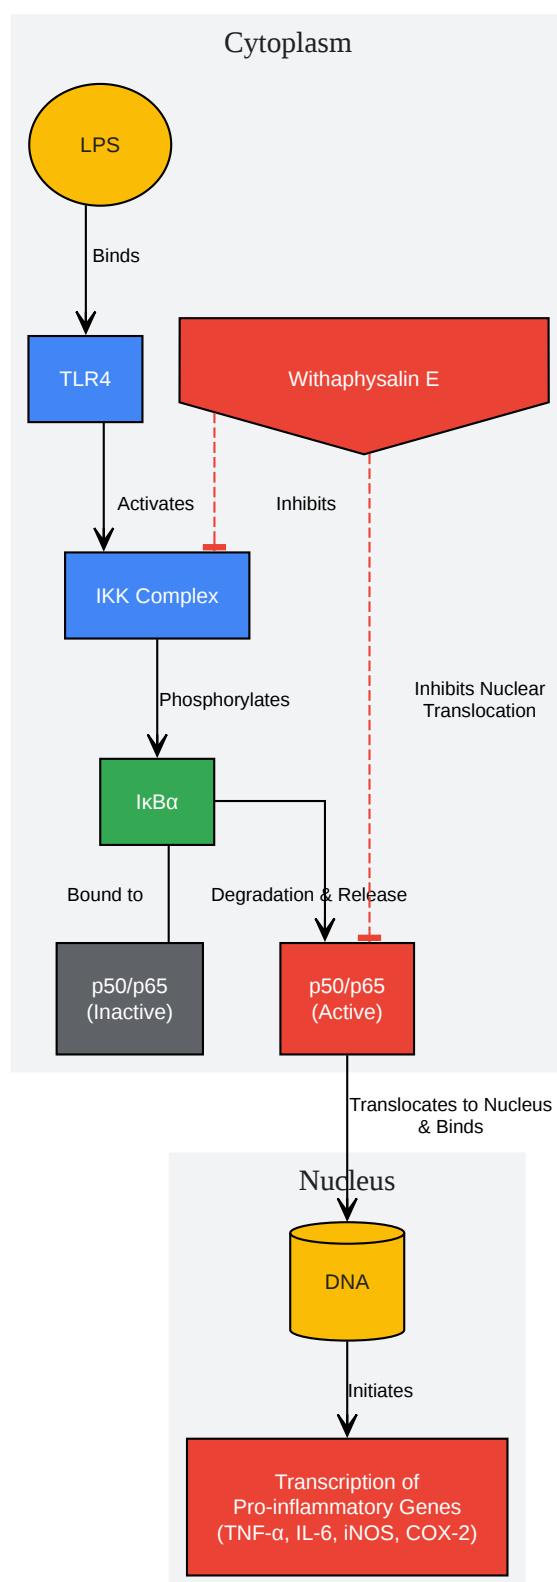 Cytoplasm
LPS
Binds
TLR4
Withaphysalin E
Activates
Inhibits
IKK Complex
Inhibits Nuclear
Translocation
Phosphorylates
IκBα
Bound to
Degradation & Release
p50/p65
(Inactive)
p50/p65
(Active)
Translocates to Nucleus
& Binds
Nucleus
DNA
Initiates
Transcription of
Pro-inflammatory Genes
(TNF-α, IL-6, iNOS, COX-2)